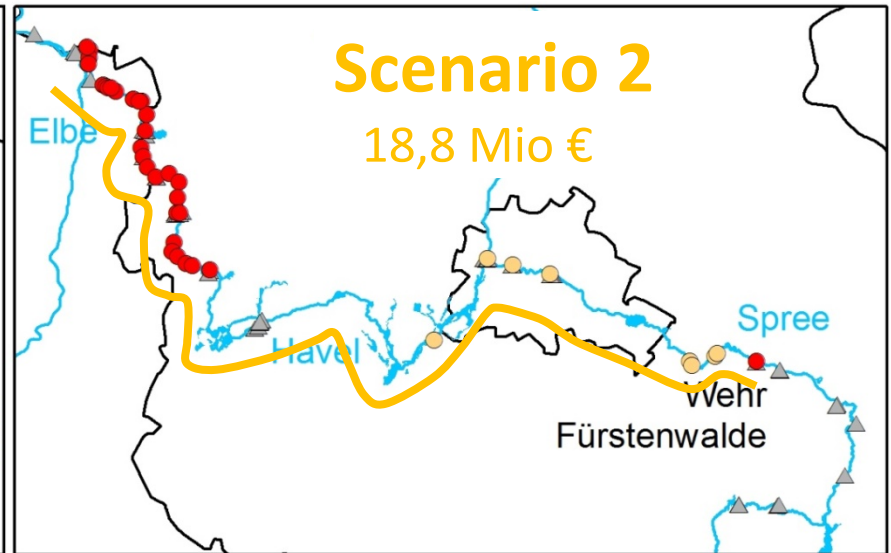 Scenario 2
18,8 Mio €
Elbe
Havel
Spree
Wehr
Fürstenwalde